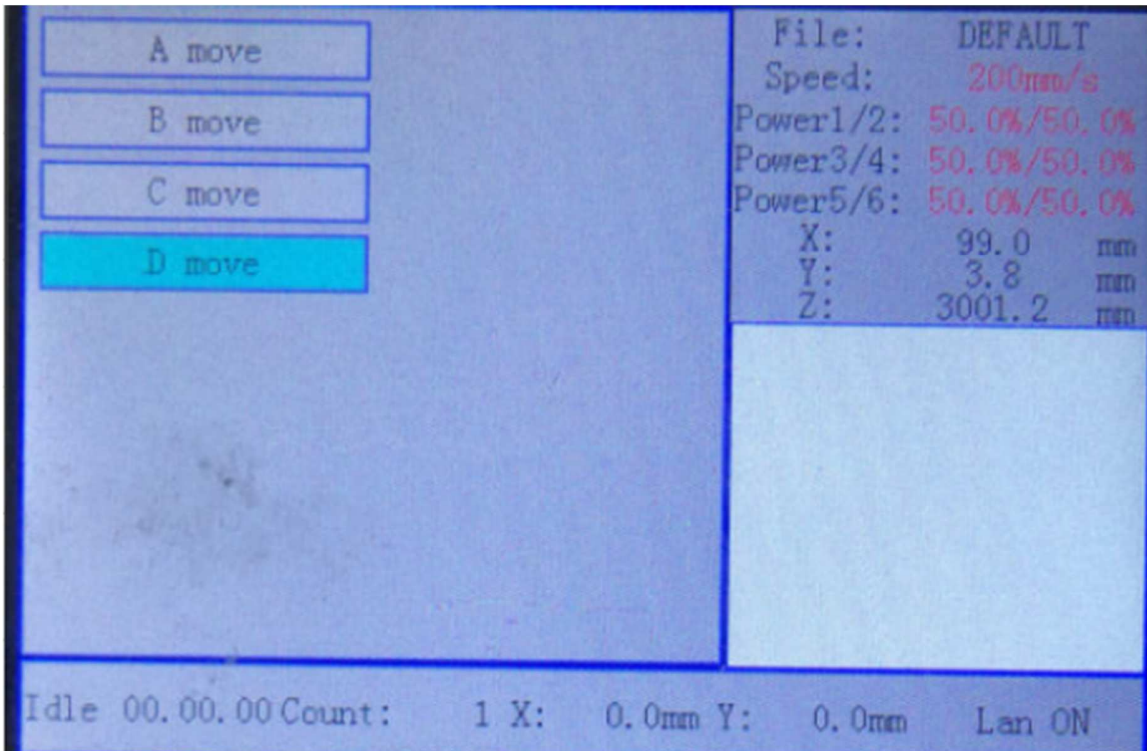 A move
B move
C move
D move
File: DEFAULT
Speed: 200mm/s
Power1/2: 50.0%/50.0%
Power3/4: 50.0%/50.0%
Power5/6: 50.0%/50.0%
X: 99.0 mm
Y: 3.8 mm
Z: 3001.2 mm
Idle 00.00.00 Count: 1 X: 0.0mm Y: 0.0mm Lan ON